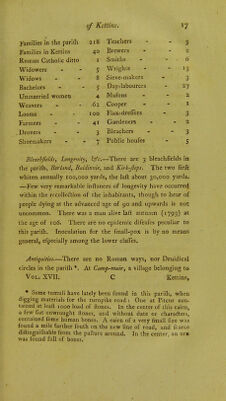 of Kettins. 17
Families in the parish 218 Teachers - - 3
Families in Kettins 40 Brewers - - 2
Roman Catholic ditto 1 Smiths - - 6
Widowers - - 5 Wrights - - 13
Widows - - 8 Sieve-makers - 3
Bachelors - - 5 Day-labourers - 27
Unmarried women 4 Masons - - 2
Weavers - - 62 Cooper - - 1
Looms - - 100 Flax-dressers - 3
Farmers - - 41 Gardeners - -
Drovers - - 3 Bleachers - - 3
Shoemakers - - 7 Public houses - 5
Bleachfields, Longevity, &c.—There are 3 bleachfields in
the parish, Borland, Baldinnie, and Kirk-steps. The two first
whiten annually 100,000 yards, the last about 30,000 yards.
—Few very remarkable instances of longevity have occurred
within the recollection of the inhabitants, though to hear of
people dying at the advanced age of 90 and upwards is not
uncommon. There was a man alive last autumn (1793) at
the age of 106. There are no epidemic diseases peculiar to
this parish. Inoculation for the small-pox is by no means
general, especially among the lower classes.
Antiquities.—There are no Roman ways, nor Druidical
circles in the parish *. At Camp-muir, a village belonging to
Vol. XVII. C Kettins,
* Some tumuli have lately been found in this parish, when
digging materials for the turnpike road: One at Pitcur con-
tained at least 1000 load of stones. In the center of this cairn,
a few flat unwrought stones, and without date or characters,
contained some human bones. A cairn of a very small size was
found a mile farther south on the new line of road, and scarce
distinguishable from the pasture around. In the center, an urn
was found full of bones.